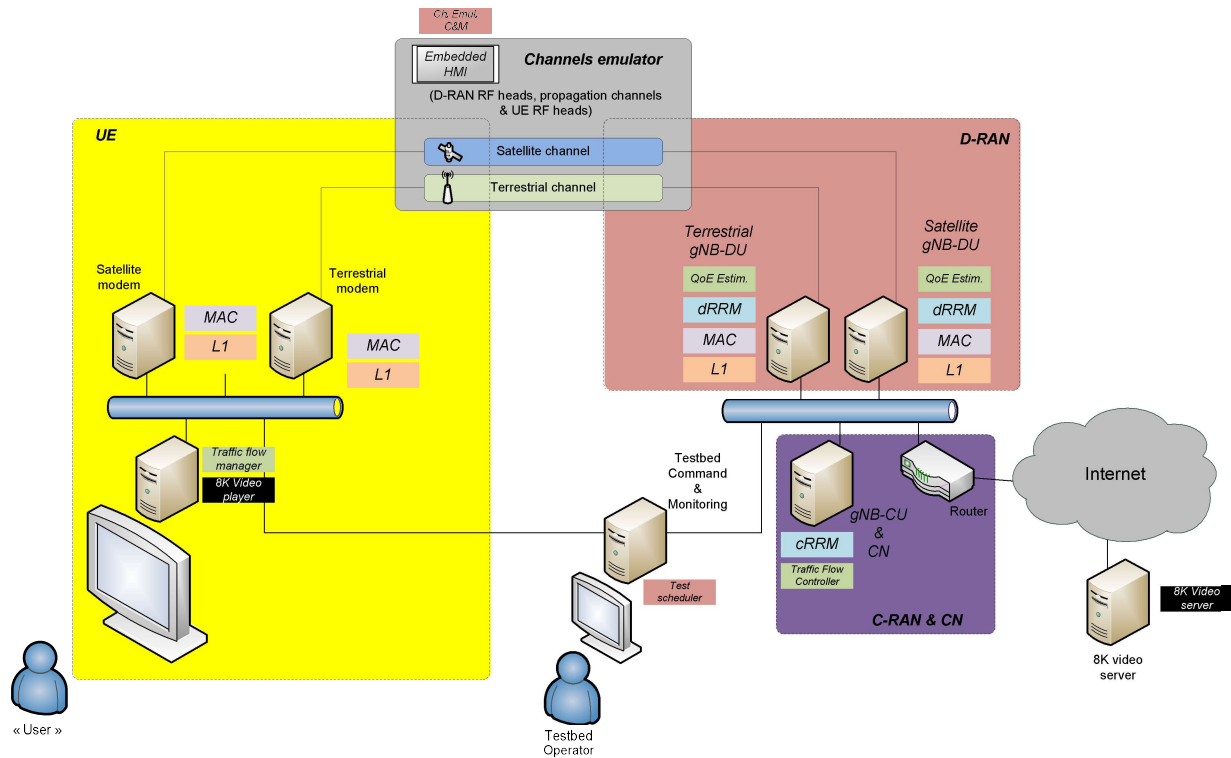 Ch. Emul.
C&M
Embedded
HMI
Channels emulator
(D-RAN RF heads, propagation channels
& UE RF heads)
UE
D-RAN
Satellite channel
Terrestrial channel
Terrestrial
gNB-DU
Satellite
gNB-DU
Satellite
modem
Terrestrial
modem
QoE Estim.
QoE Estim.
dRRM
dRRM
MAC
L1
MAC
L1
MAC
L1
MAC
L1
Traffic flow
manager
8K Video
player
Testbed
Command
&
Monitoring
gNB-CU
&
CN
Router
Internet
cRRM
Traffic Flow
Controller
Test
scheduler
C-RAN & CN
8K Video
server
8K video
server
« User »
Testbed
Operator